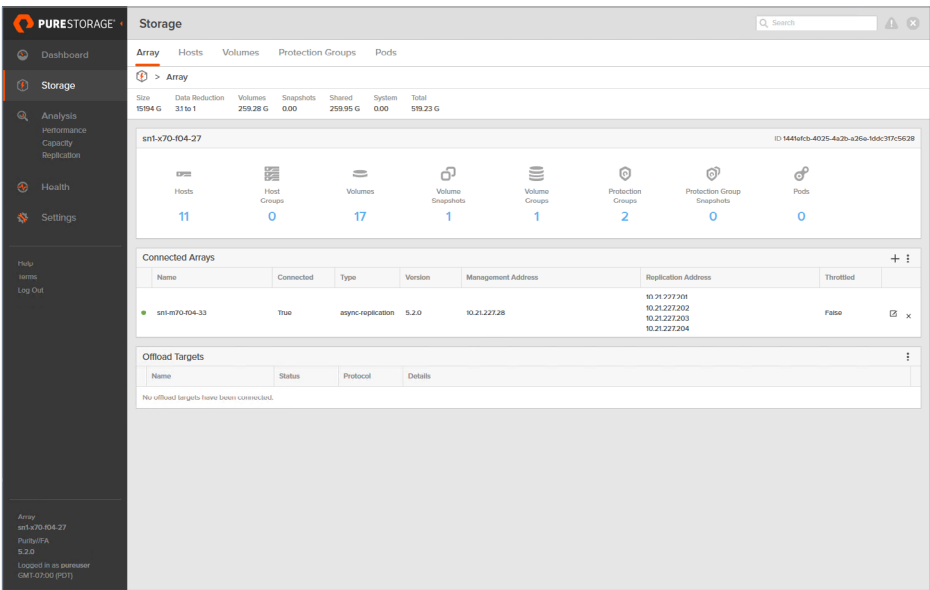 PURESTORAGE®
Dashboard
Storage
Analysis
Performance
Capacity
Replication
Health
Settings
Help
Terms
Log Out
Array
sn1-x70-f04-27
Purity//FA
5.2.0
Logged in as pureuser
GMT-07:00 (PDT)
Storage
Search
Array Hosts Volumes Protection Groups Pods
> Array
Size Data Reduction Volumes Snapshots Shared System Total
15194 G 3.1 to 1 259.28 G 0.00 259.95 G 0.00 519.23 G
sn1-x70-f04-27 ID: 1441efcb-4025-4a2b-a26e-1ddc317c5628
Hosts
11
Host
Groups
0
Volumes
17
Volume
Snapshots
1
Volume
Groups
1
Protection
Groups
2
Protection Group
Snapshots
0
Pods
0
Connected Arrays
Name Connected Type Version Management Address Replication Address Throttled
sn1-m70-f04-33 True async-replication 5.2.0 10.21.227.28
10.21.227.201
10.21.227.202
10.21.227.203
10.21.227.204
False
Offload Targets
Name Status Protocol Details
No offload targets have been connected.